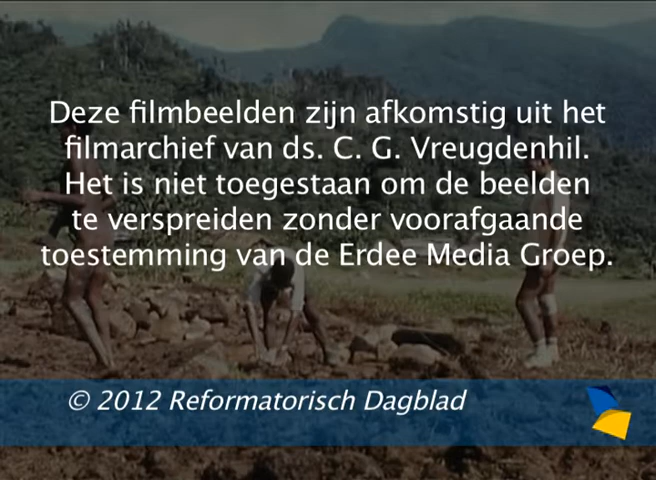 Deze filmbeelden zijn afkomstig uit het
filmarchief van ds. C. G. Vreugdenhil.
Het is niet toegestaan om de beelden
te verspreiden zonder voorafgaande
toestemming van de Erdee Media Groep.
© 2012 Reformatorisch Dagblad